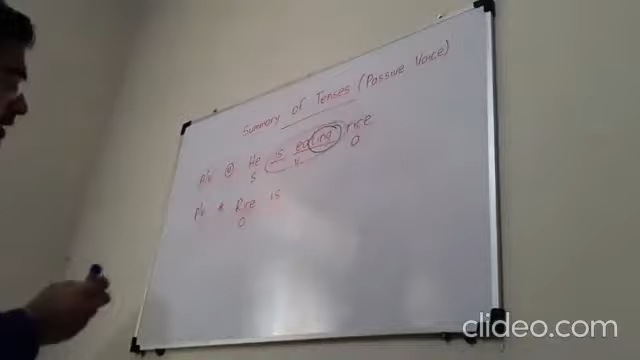 Summary of Tenses (Passive Voice)
He is eating rice
S V. O
* Rice is
O
clideo.com